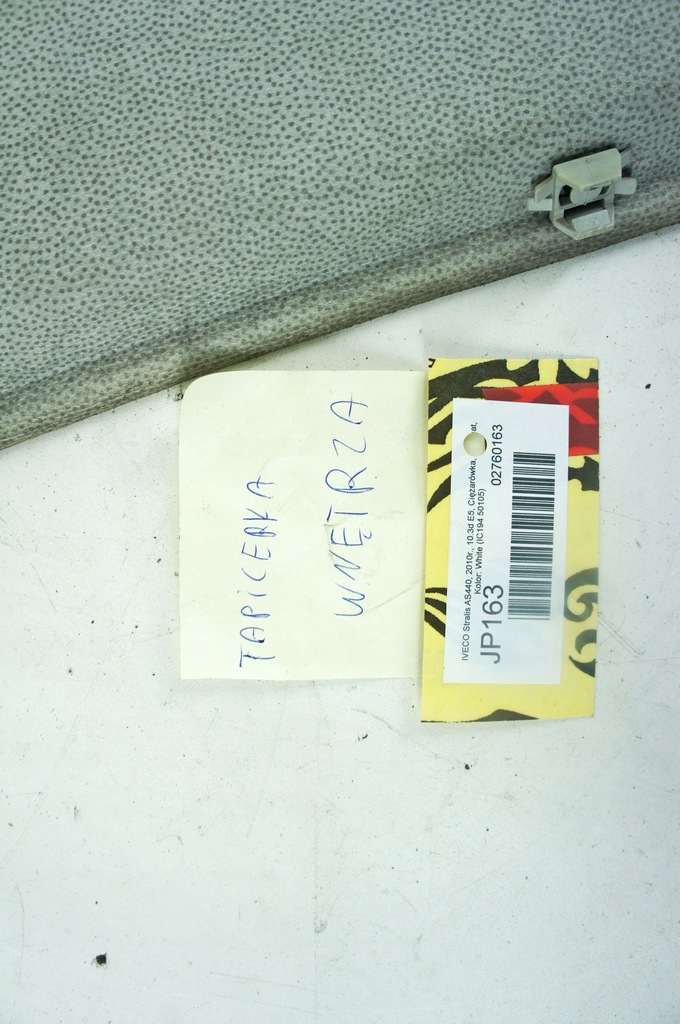 TAPICERKA
WNĘTRZA
IVECO Stralis AS440, 2010r., 10.3d E5, Ciężarówka, at,
Kolor: White (IC194 50105)
JP163
02760163